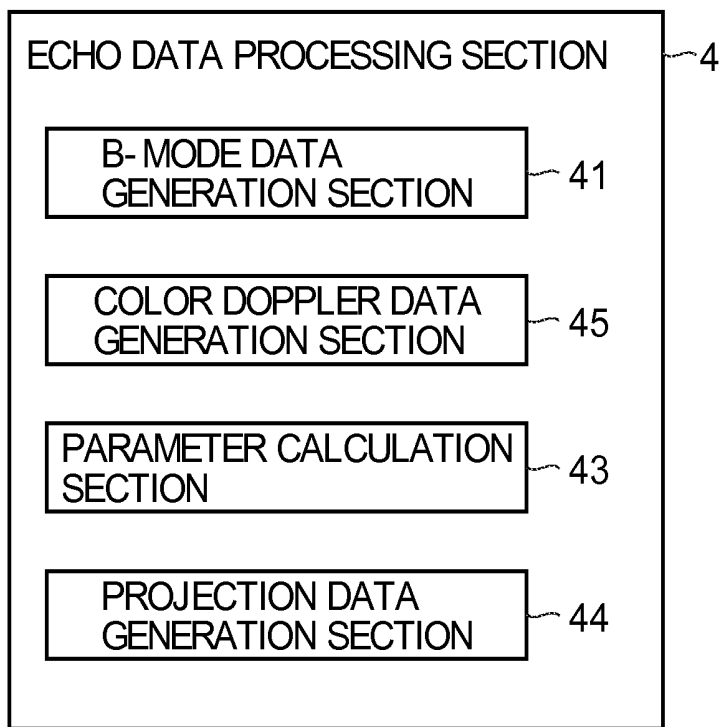 ECHO DATA PROCESSING SECTION 4
B-MODE DATA
GENERATION SECTION 41
COLOR DOPPLER DATA
GENERATION SECTION 45
PARAMETER CALCULATION
SECTION 43
PROJECTION DATA
GENERATION SECTION 44